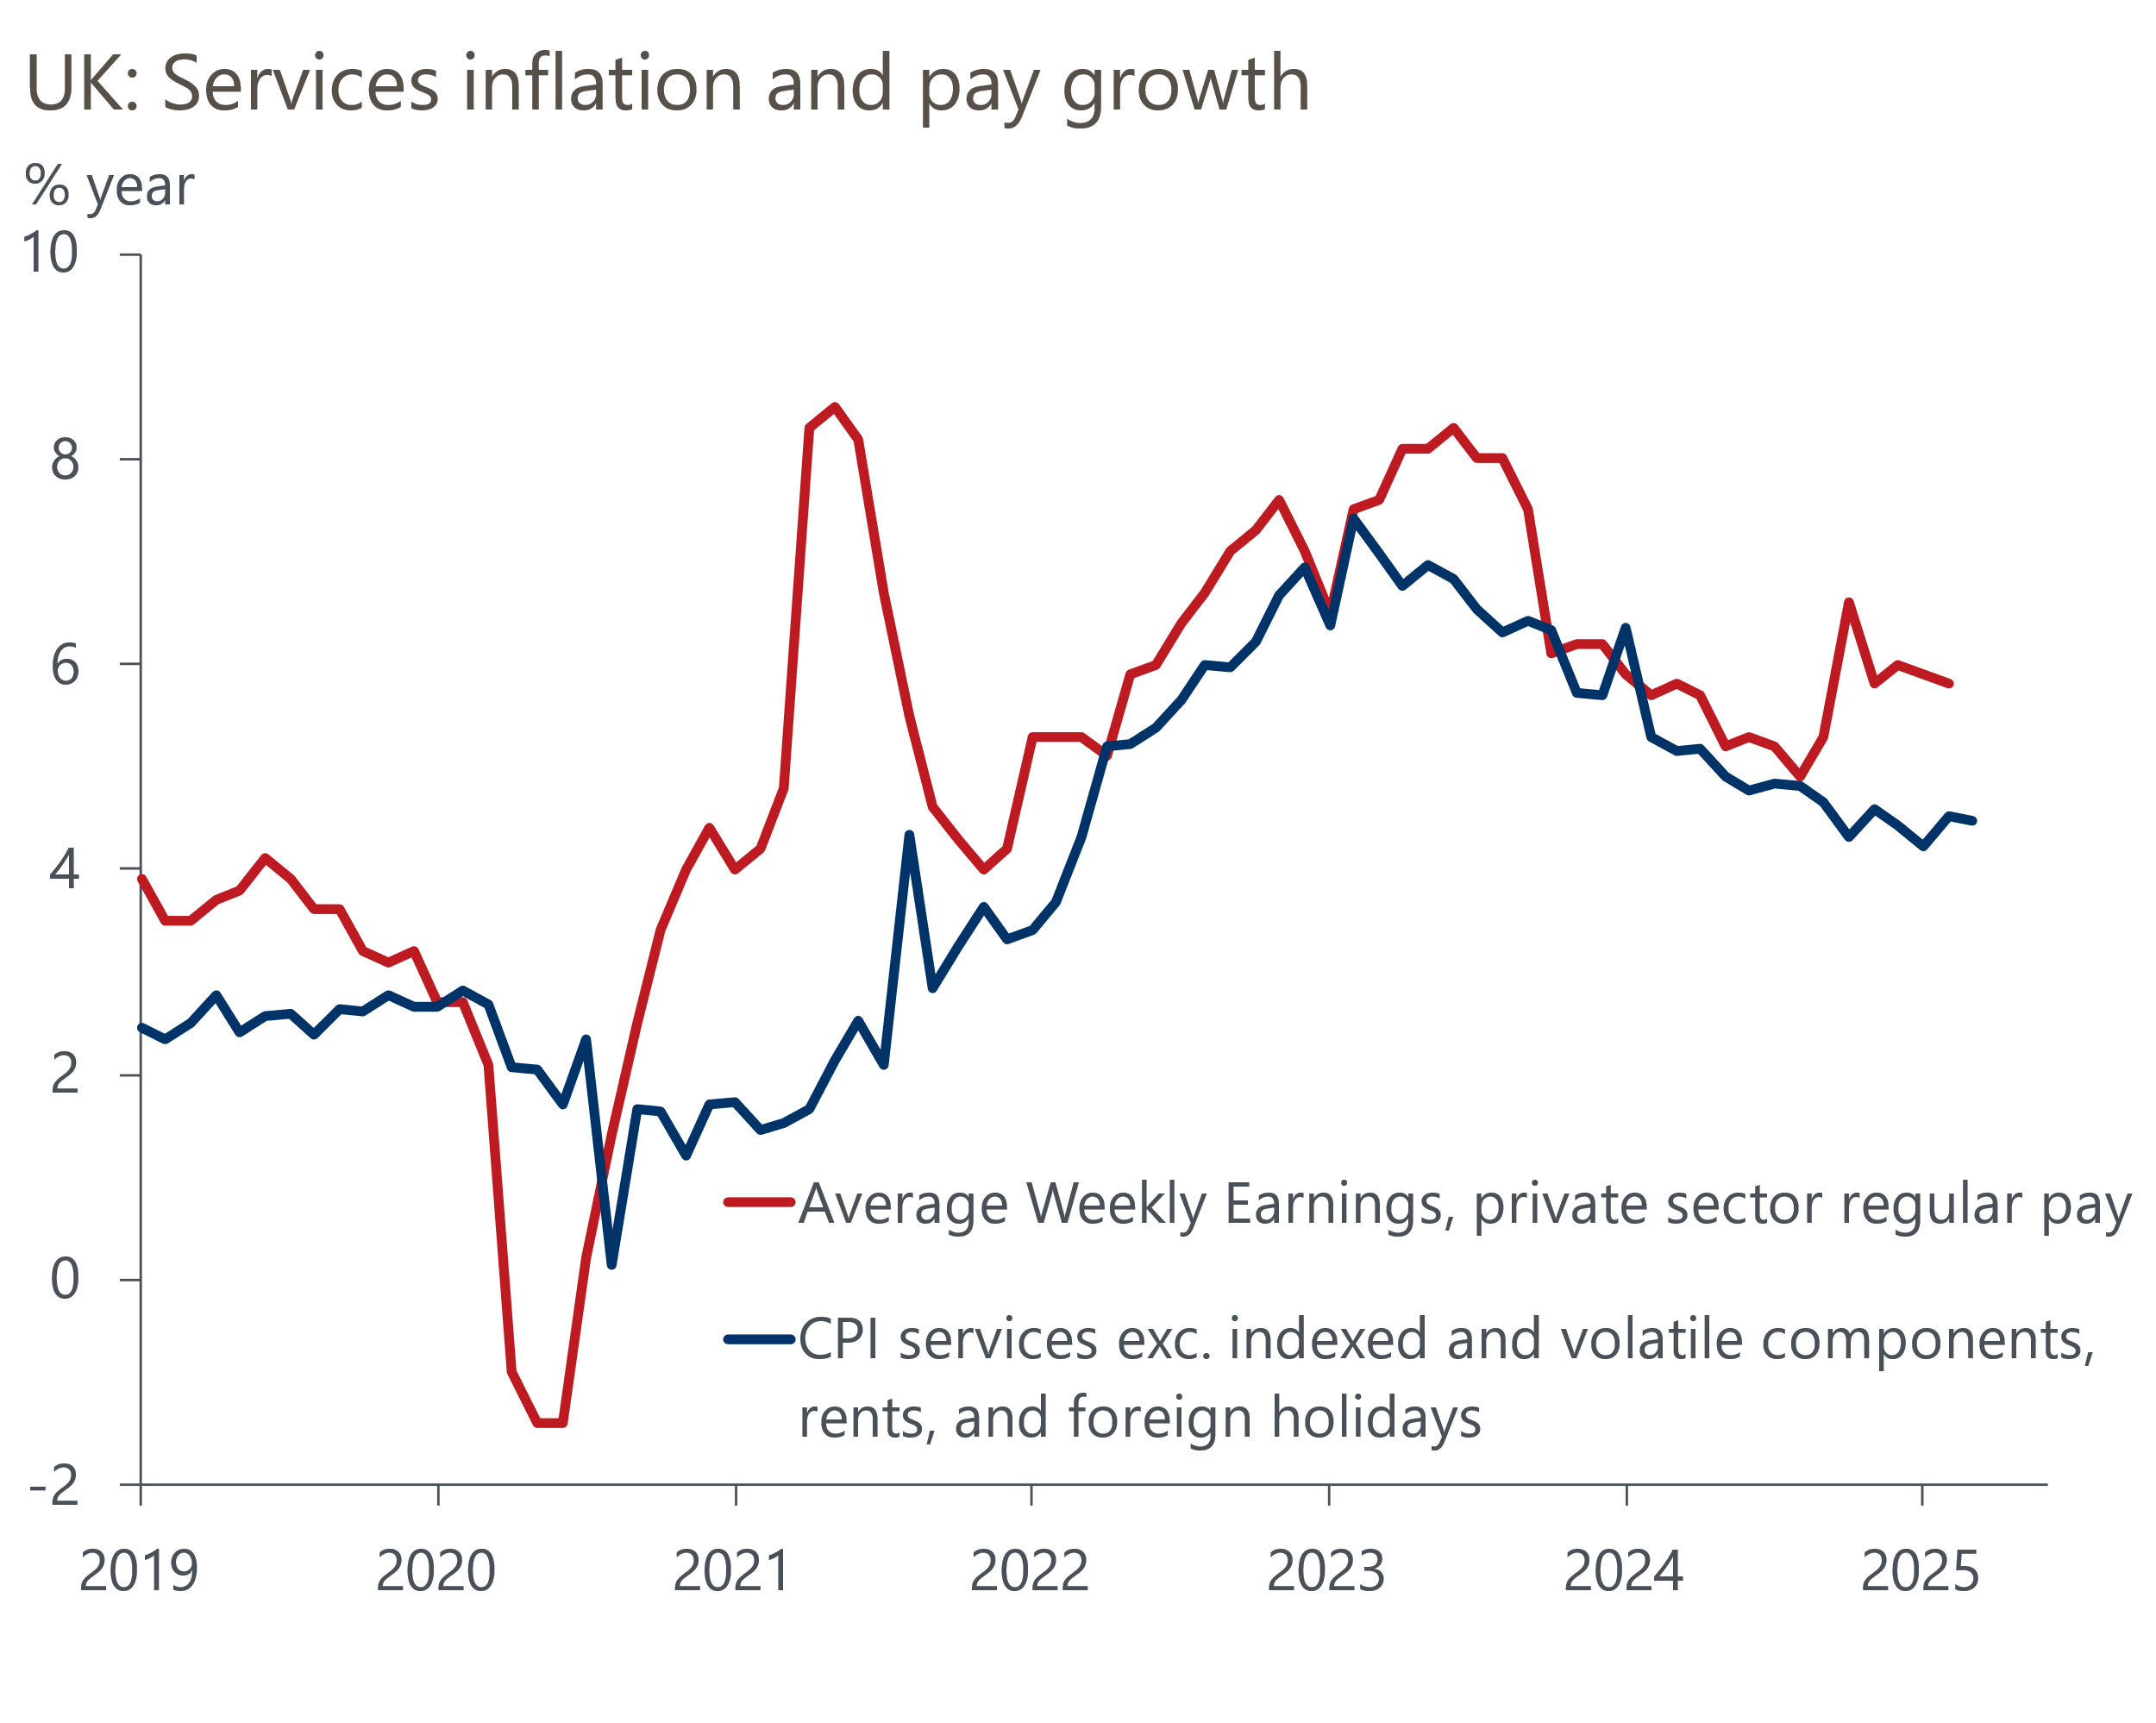 UK: Services inflation and pay growth
% year
10
8
6
4
2
0
-2
Average Weekly Earnings, private sector regular pay
CPI services exc. indexed and volatile components,
rents, and foreign holidays
2019 2020 2021 2022 2023 2024 2025